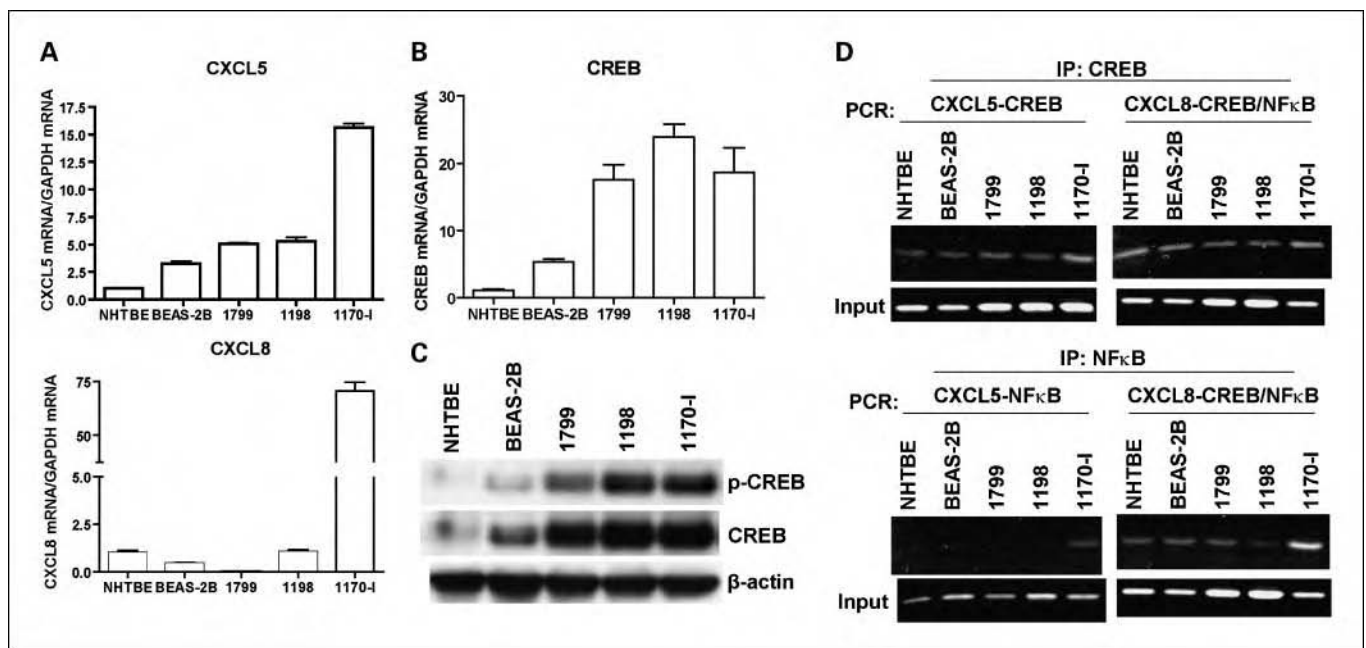 A
CXCL5
CXCL5 mRNA/GAPDH mRNA
17.5
15.0
12.5
10.0
7.5
5.0
2.5
0.0
NHTBE BEAS-2B 1799 1198 1170-I
CXCL8
CXCL8 mRNA/GAPDH mRNA
75
50
5.0
2.5
0.0
NHTBE BEAS-2B 1799 1198 1170-I
B
CREB
CREB mRNA/GAPDH mRNA
30
20
10
0
NHTBE BEAS-2B 1799 1198 1170-I
C
NHTBE BEAS-2B 1799 1198 1170-I
p-CREB
CREB
β-actin
D
IP: CREB
PCR: CXCL5-CREB CXCL8-CREB/NFκB
NHTBE BEAS-2B 1799 1198 1170-I NHTBE BEAS-2B 1799 1198 1170-I
Input
IP: NFκB
PCR: CXCL5-NFκB CXCL8-CREB/NFκB
NHTBE BEAS-2B 1799 1198 1170-I NHTBE BEAS-2B 1799 1198 1170-I
Input